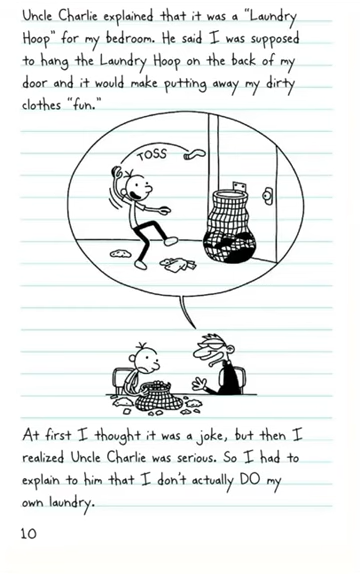 Uncle Charlie explained that it was a "Laundry
Hoop" for my bedroom. He said I was supposed
to hang the Laundry Hoop on the back of my
door and it would make putting away my dirty
clothes "fun."
TOSS
At first I thought it was a joke, but then I
realized Uncle Charlie was serious. So I had to
explain to him that I don't actually DO my
own laundry.
10